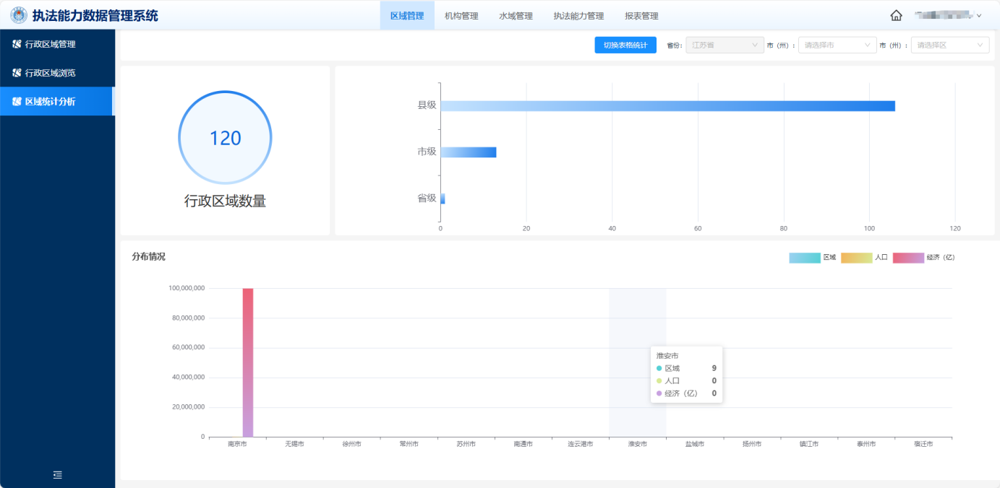 执法能力数据管理系统
区域管理 机构管理 水域管理 执法能力管理 报表管理
行政区域管理
行政区域浏览
区域统计分析
切换表格统计 省份: 江苏省 市（州）: 请选择市 市（州）: 请选择区
120
行政区域数量
县级
市级
省级
0 20 40 60 80 100 120
分布情况
区域 人口 经济（亿）
100,000,000
80,000,000
60,000,000
40,000,000
20,000,000
0
淮安市
区域 9
人口 0
经济（亿） 0
南京市 无锡市 徐州市 常州市 苏州市 南通市 连云港市 淮安市 盐城市 扬州市 镇江市 泰州市 宿迁市